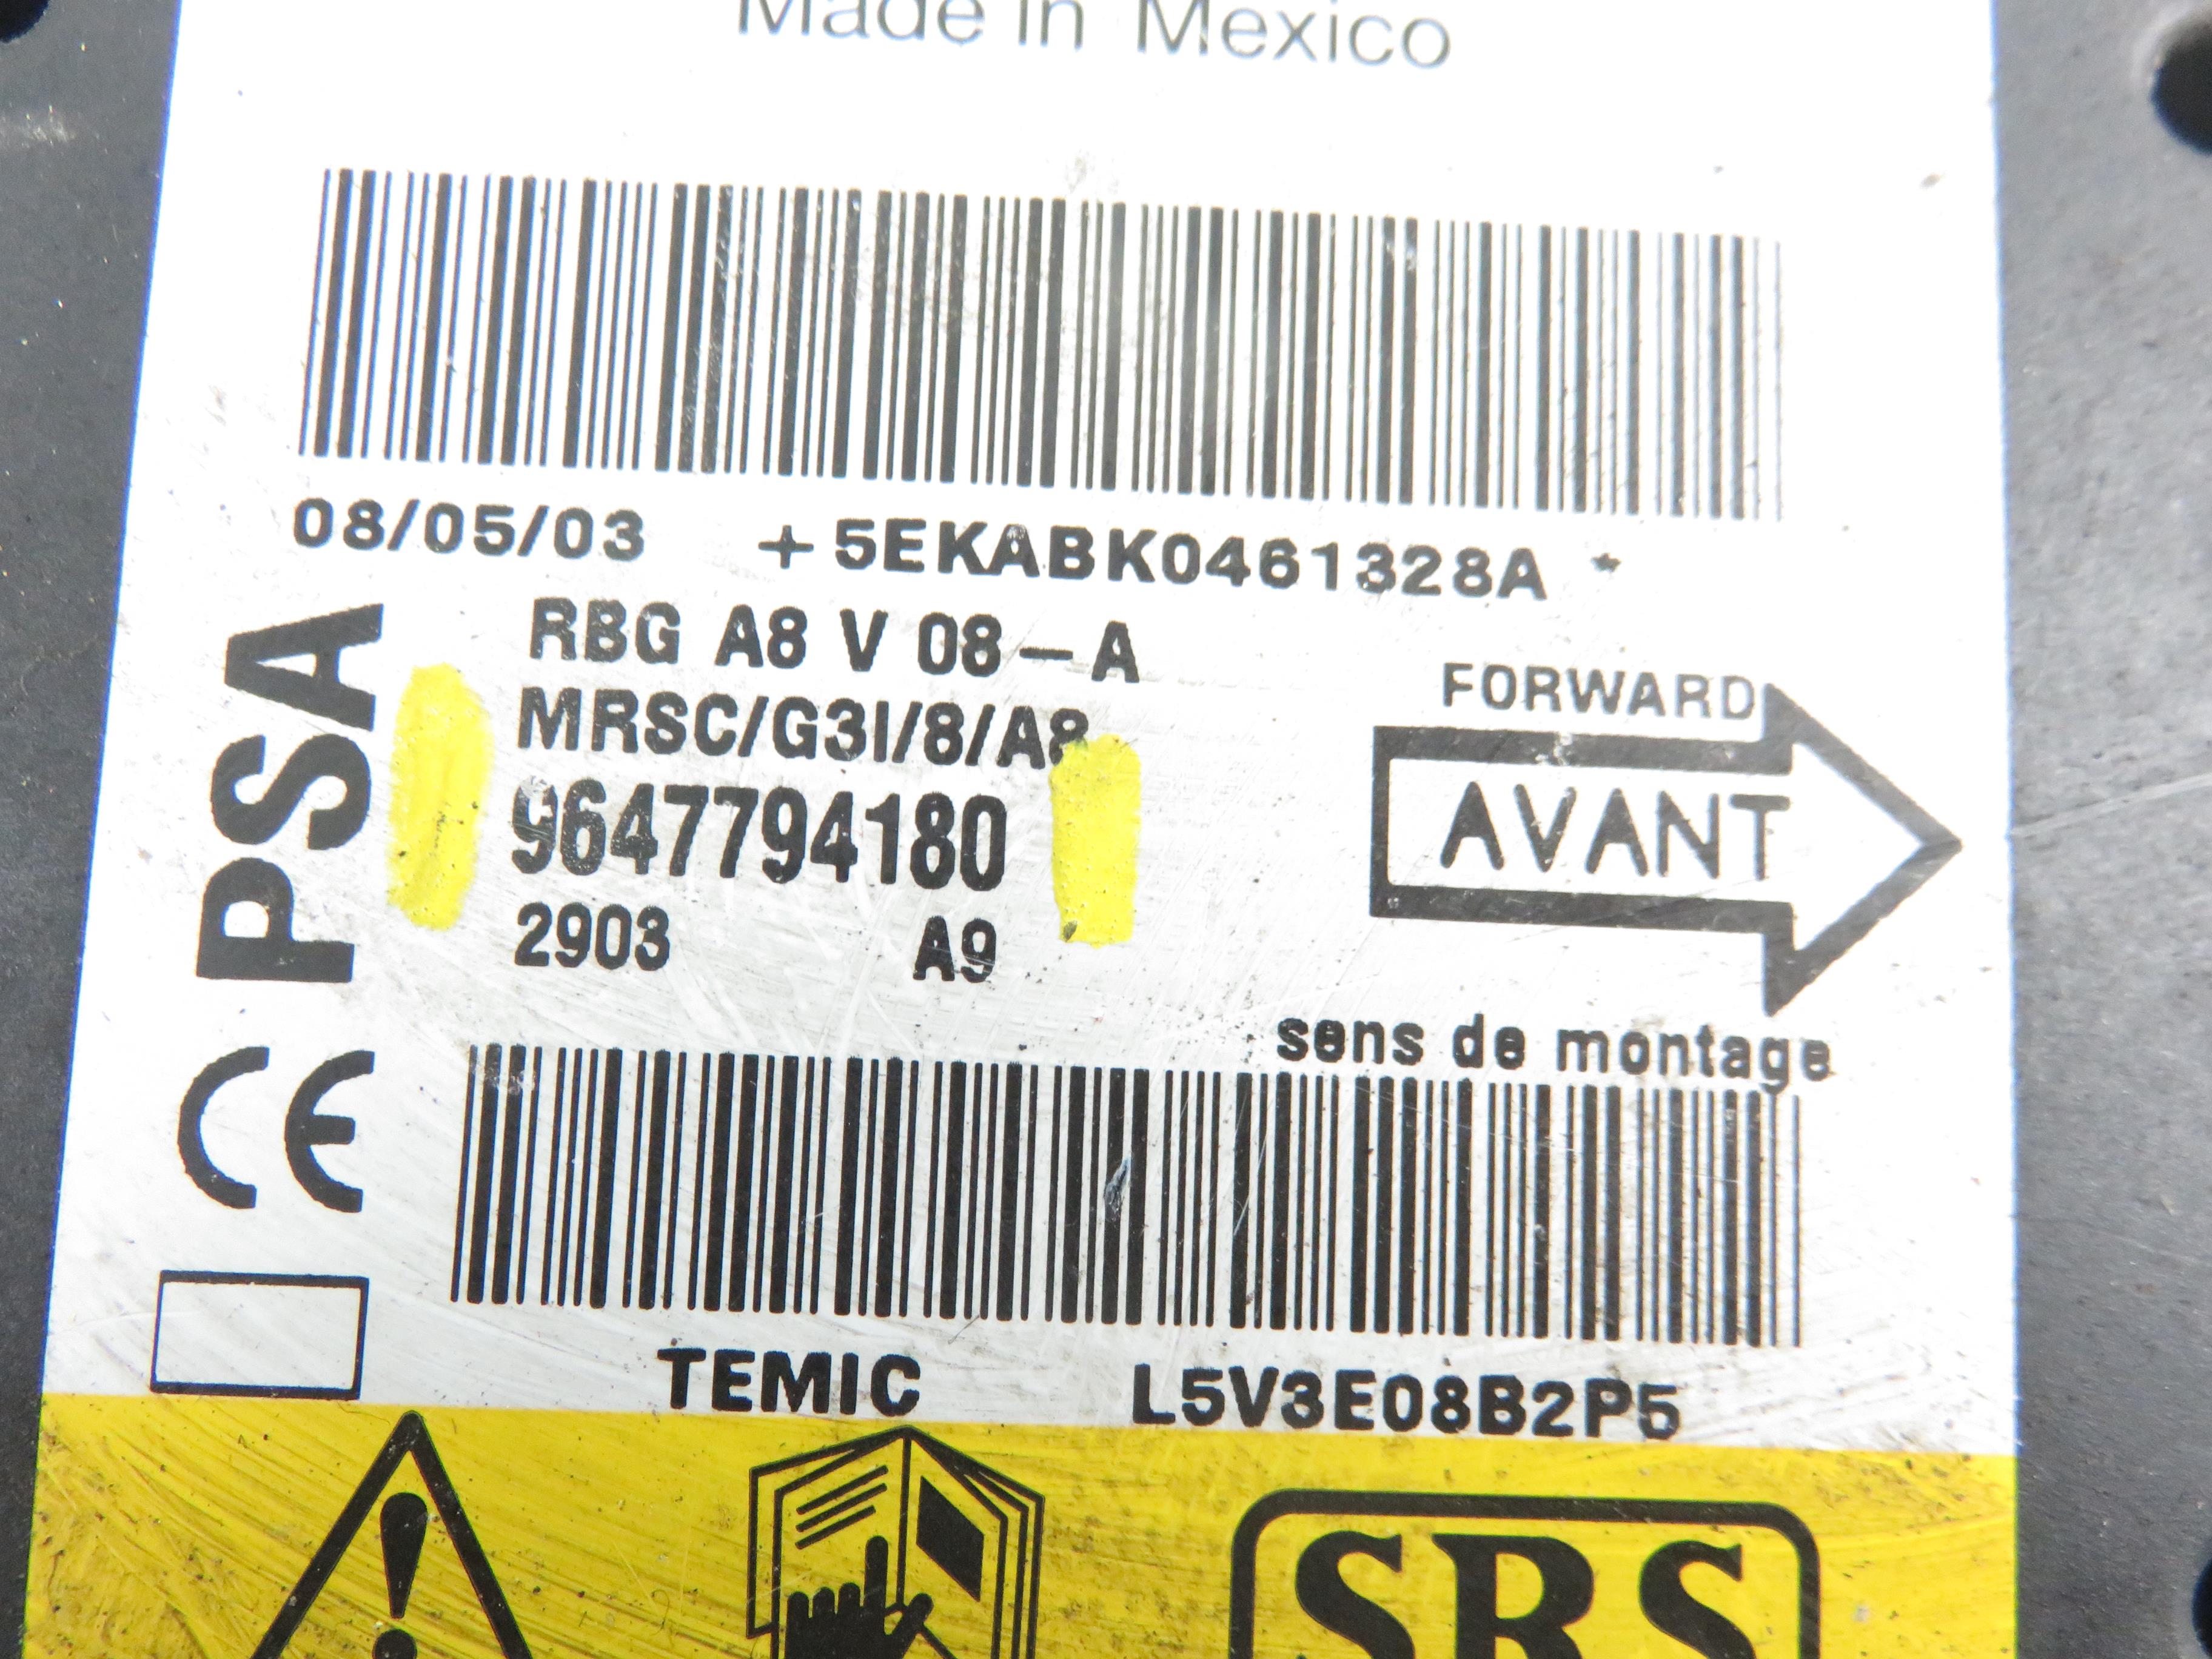 Made in Mexico
08/05/03 +5EKABK0461328A *
RBG A8 V 08-A
MRSC/G3I/8/A8
9647794180
2903 A9
PSA
CE
FORWARD
AVANT
sens de montage
TEMIC L5V3E08B2P5
SRS